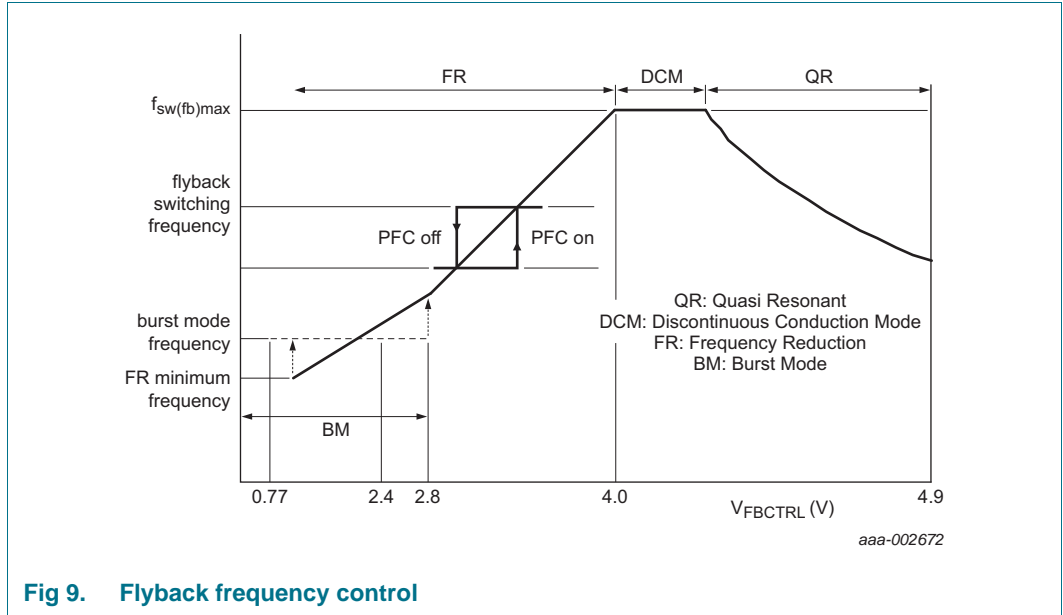 FR
DCM
QR
fsw(fb)max
flyback
switching
frequency
PFC off
PFC on
QR: Quasi Resonant
DCM: Discontinuous Conduction Mode
FR: Frequency Reduction
BM: Burst Mode
burst mode
frequency
FR minimum
frequency
BM
0.77
2.4
2.8
4.0
4.9
VFBCTRL (V)
aaa-002672
Fig 9. Flyback frequency control